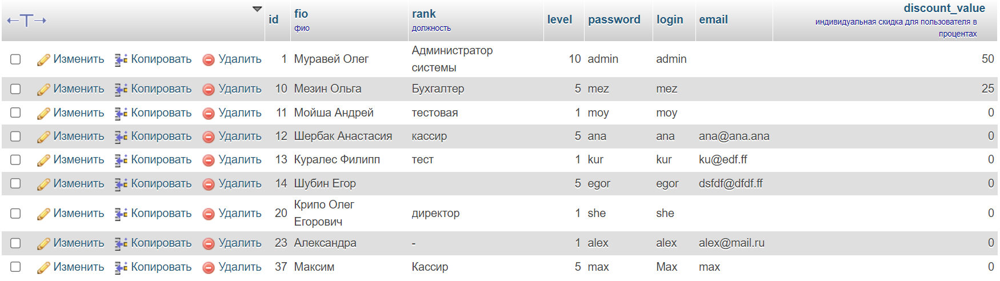 id fio rank level password login email discount_value
фио должность индивидуальная скидка для пользователя в
процентах
Изменить Копировать Удалить 1 Муравей Олег Администратор системы 10 admin admin 50
Изменить Копировать Удалить 10 Мезин Ольга Бухгалтер 5 mez mez 25
Изменить Копировать Удалить 11 Мойша Андрей тестовая 1 moy moy 0
Изменить Копировать Удалить 12 Шербак Анастасия кассир 5 ana ana ana@ana.ana 0
Изменить Копировать Удалить 13 Куралес Филипп тест 1 kur kur ku@edf.ff 0
Изменить Копировать Удалить 14 Шубин Егор 5 egor egor dsfdf@dfdf.ff 0
Изменить Копировать Удалить 20 Крипо Олег Егорович директор 1 she she 0
Изменить Копировать Удалить 23 Александра - 1 alex alex alex@mail.ru 0
Изменить Копировать Удалить 37 Максим Кассир 5 max Max max 0